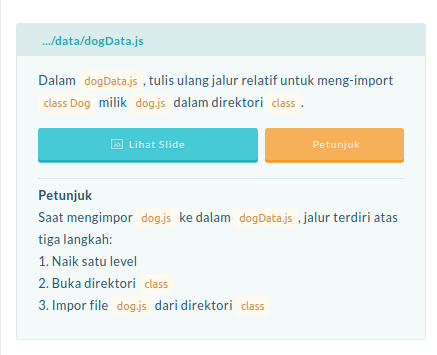 .../data/dogData.js
Dalam dogData.js , tulis ulang jalur relatif untuk meng-import
class Dog milik dog.js dalam direktori class .
Lihat Slide
Petunjuk
Petunjuk
Saat mengimpor dog.js ke dalam dogData.js , jalur terdiri atas
tiga langkah:
1. Naik satu level
2. Buka direktori class
3. Impor file dog.js dari direktori class